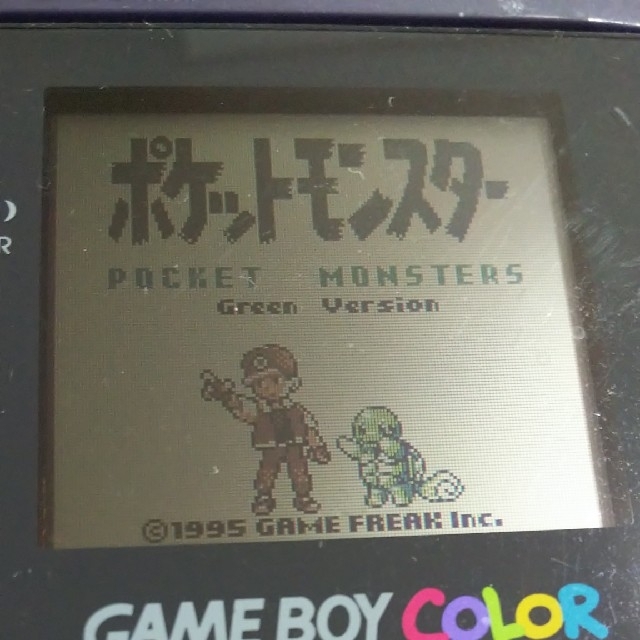 ポケットモンスター
POCKET MONSTERS
Green Version
©1995 GAME FREAK Inc.
GAME BOY COLOR